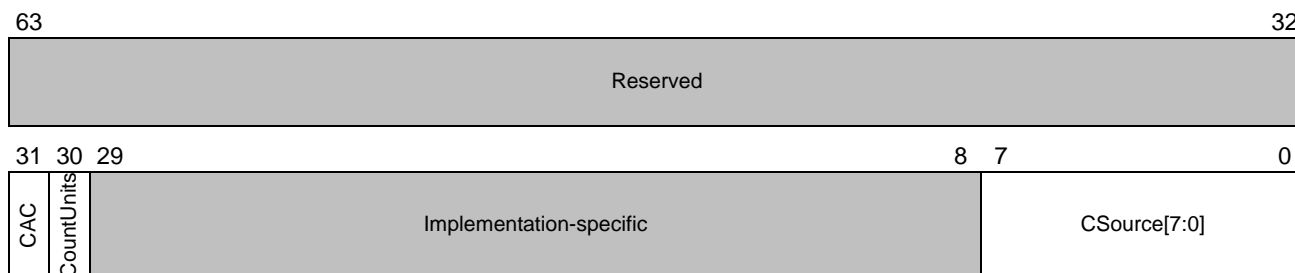 63 32
Reserved
31 30 29 8 7 0
CAC CountUnits Implementation-specific CSource[7:0]